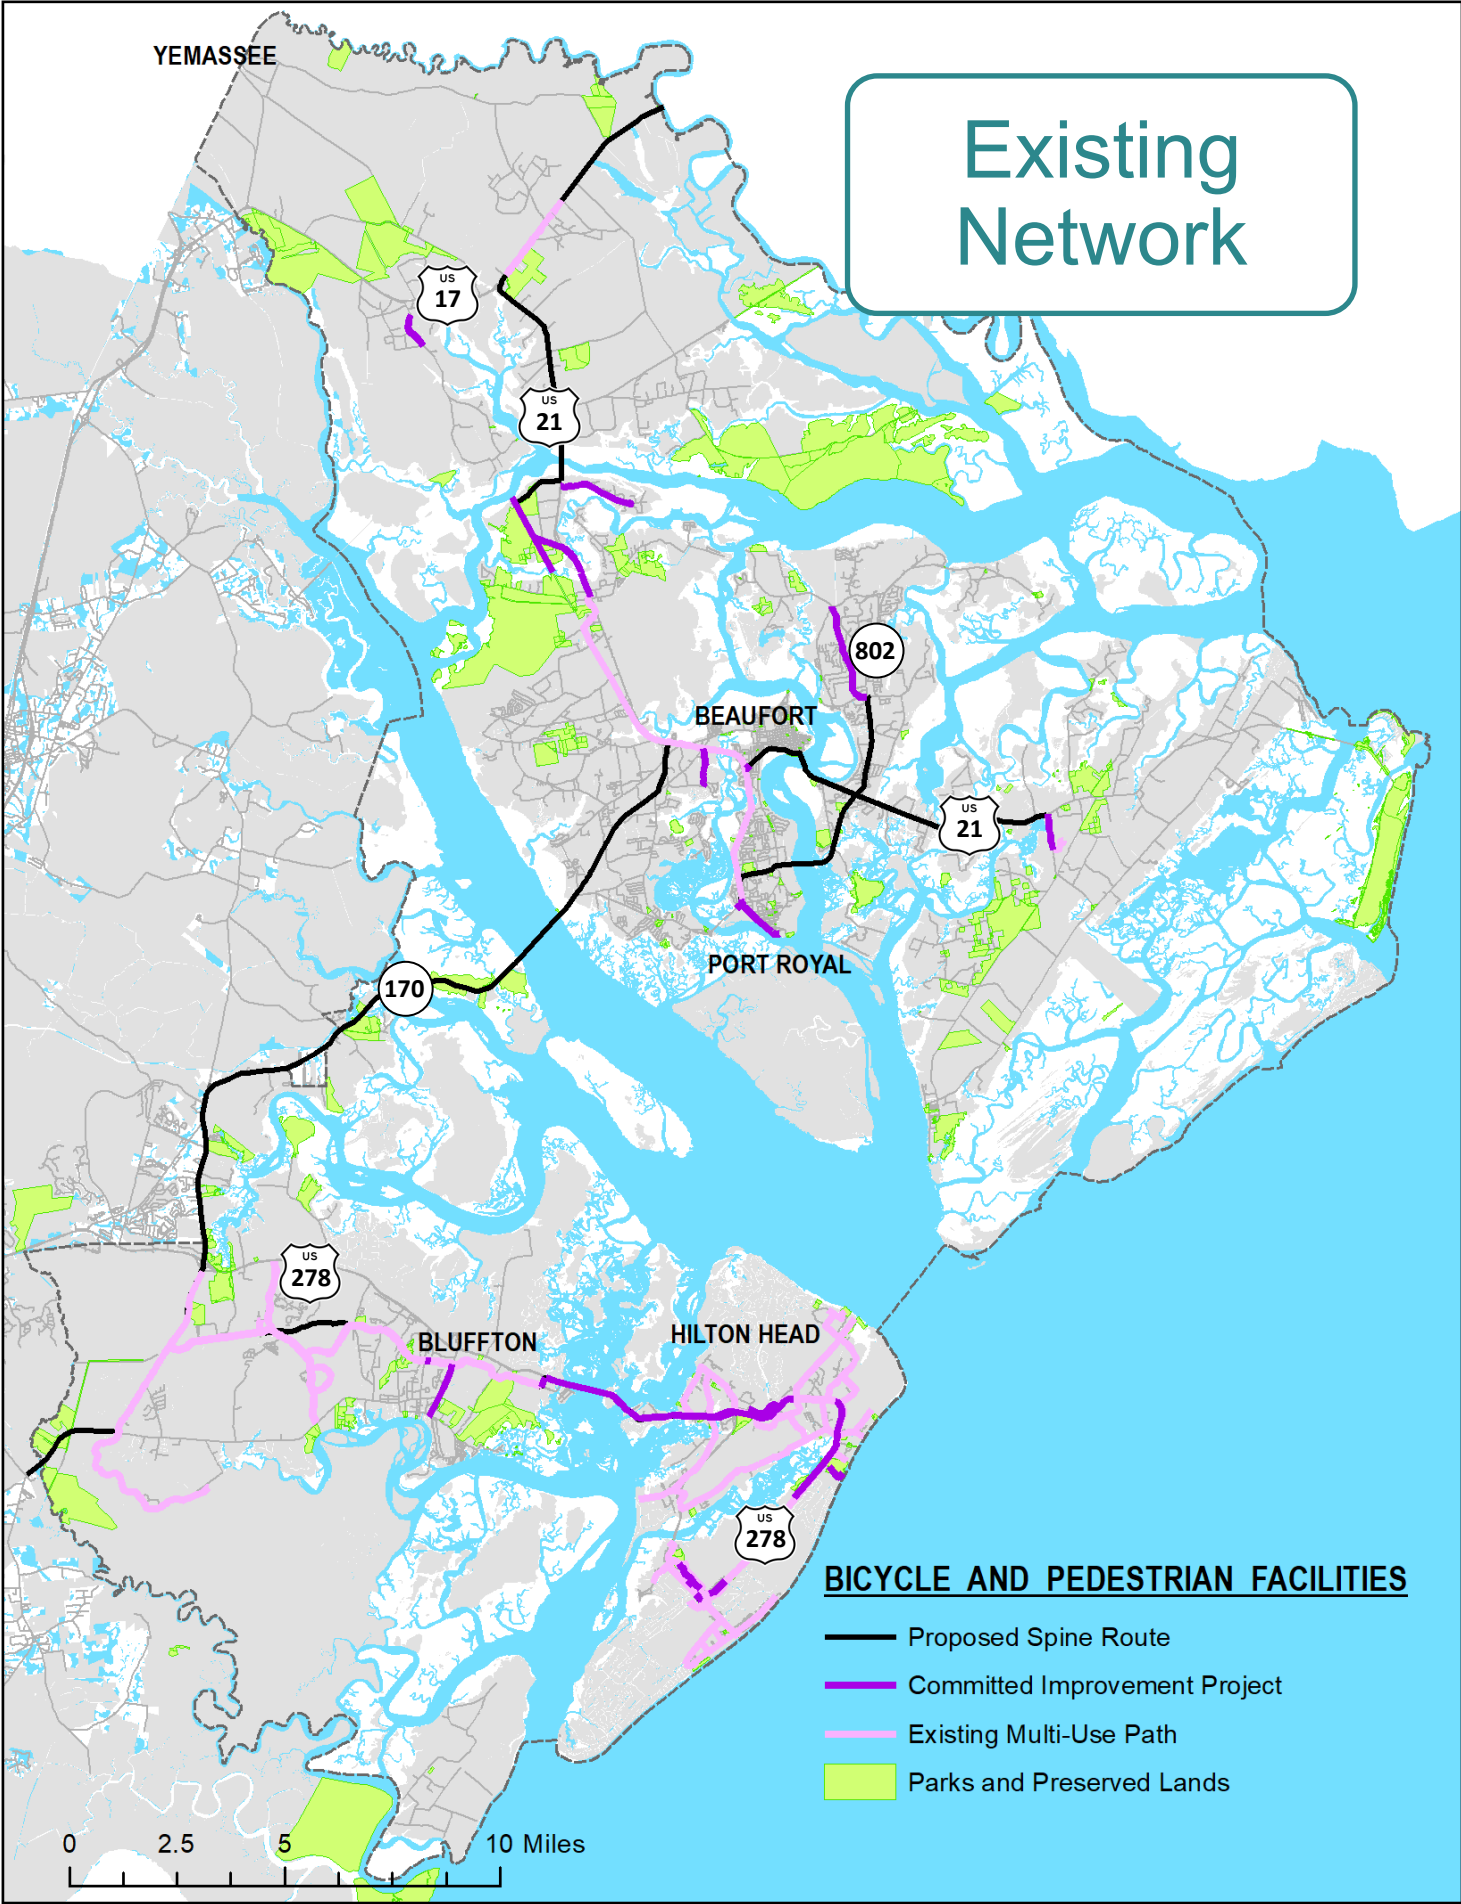 YEMASSEE
Existing
Network
US
17
US
21
802
BEAUFORT
US
21
PORT ROYAL
170
US
278
BLUFFTON
HILTON HEAD
US
278
BICYCLE AND PEDESTRIAN FACILITIES
Proposed Spine Route
Committed Improvement Project
Existing Multi-Use Path
Parks and Preserved Lands
0 2.5 5 10 Miles